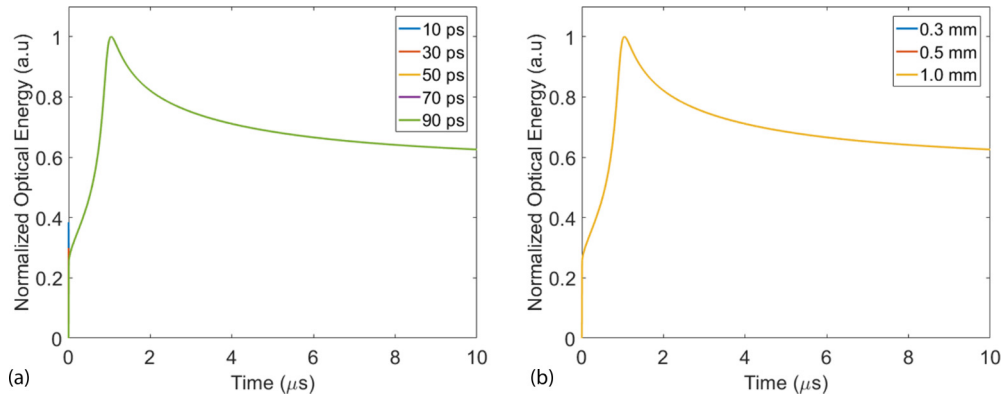 Normalized Optical Energy (a.u)
1
0.8
0.6
0.4
0.2
0
0 2 4 6 8 10
Time (μs)
10 ps
30 ps
50 ps
70 ps
90 ps
(a)
Normalized Optical Energy (a.u)
1
0.8
0.6
0.4
0.2
0
0 2 4 6 8 10
Time (μs)
0.3 mm
0.5 mm
1.0 mm
(b)